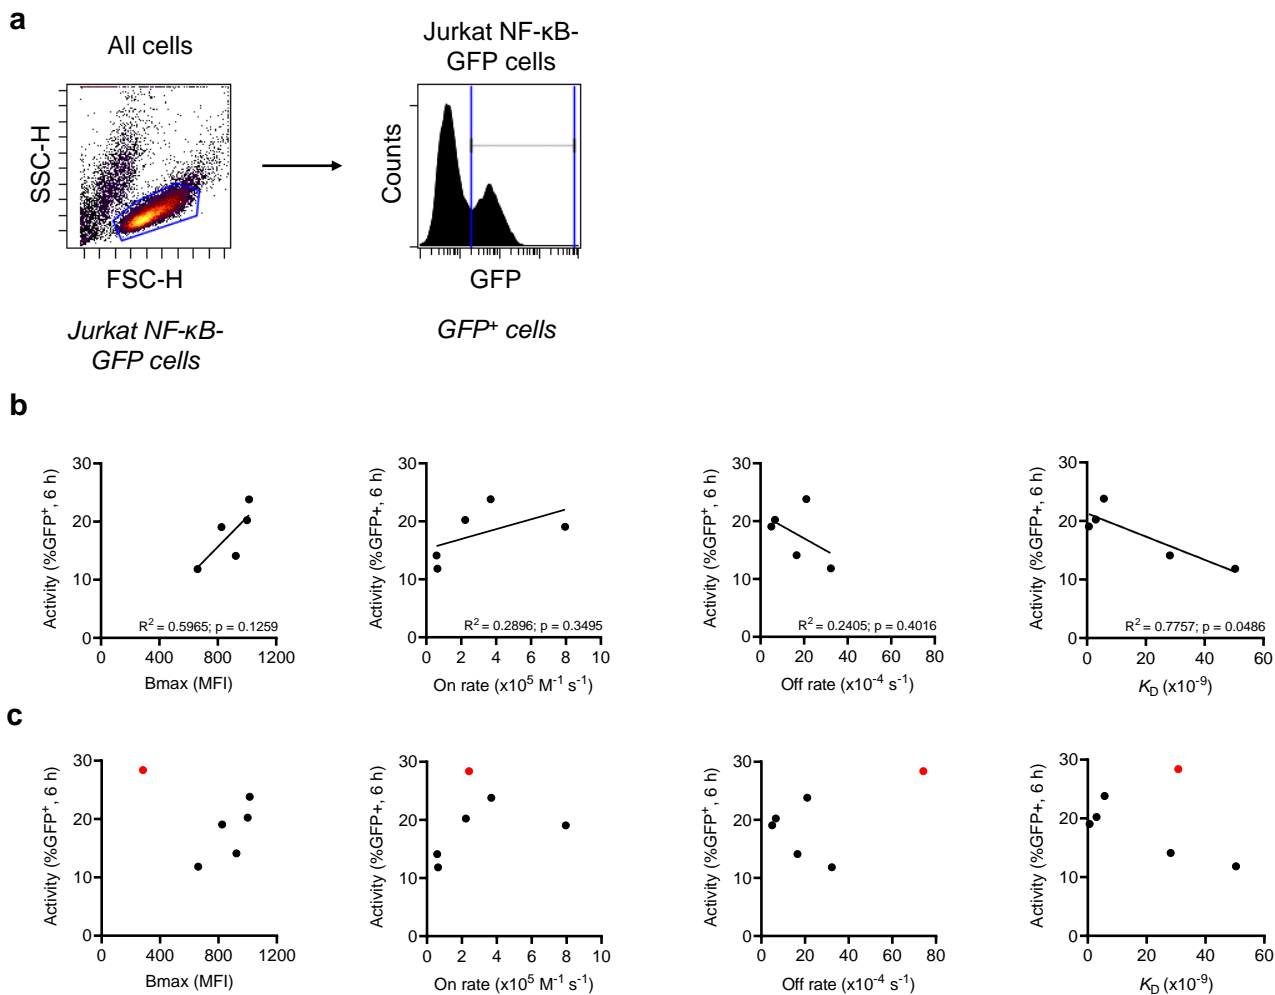 a
All cells
SSC-H
FSC-H
Jurkat NF-κB-
GFP cells
Jurkat NF-κB-
GFP cells
Counts
GFP
GFP⁺ cells
b
Activity (%GFP⁺, 6 h)
30
20
10
0
R² = 0.5965; p = 0.1259
0 400 800 1200
Bmax (MFI)
Activity (%GFP+, 6 h)
30
20
10
0
R² = 0.2896; p = 0.3495
0 2 4 6 8 10
On rate (x10⁵ M⁻¹ s⁻¹)
Activity (%GFP⁺, 6 h)
30
20
10
0
R² = 0.2405; p = 0.4016
0 20 40 60 80
Off rate (x10⁻⁴ s⁻¹)
Activity (%GFP+, 6 h)
30
20
10
0
R² = 0.7757; p = 0.0486
0 20 40 60
K_D (x10⁻⁹)
c
Activity (%GFP⁺, 6 h)
30
20
10
0
0 400 800 1200
Bmax (MFI)
Activity (%GFP+, 6 h)
30
20
10
0
0 2 4 6 8 10
On rate (x10⁵ M⁻¹ s⁻¹)
Activity (%GFP⁺, 6 h)
30
20
10
0
0 20 40 60 80
Off rate (x10⁻⁴ s⁻¹)
Activity (%GFP+, 6 h)
30
20
10
0
0 20 40 60
K_D (x10⁻⁹)